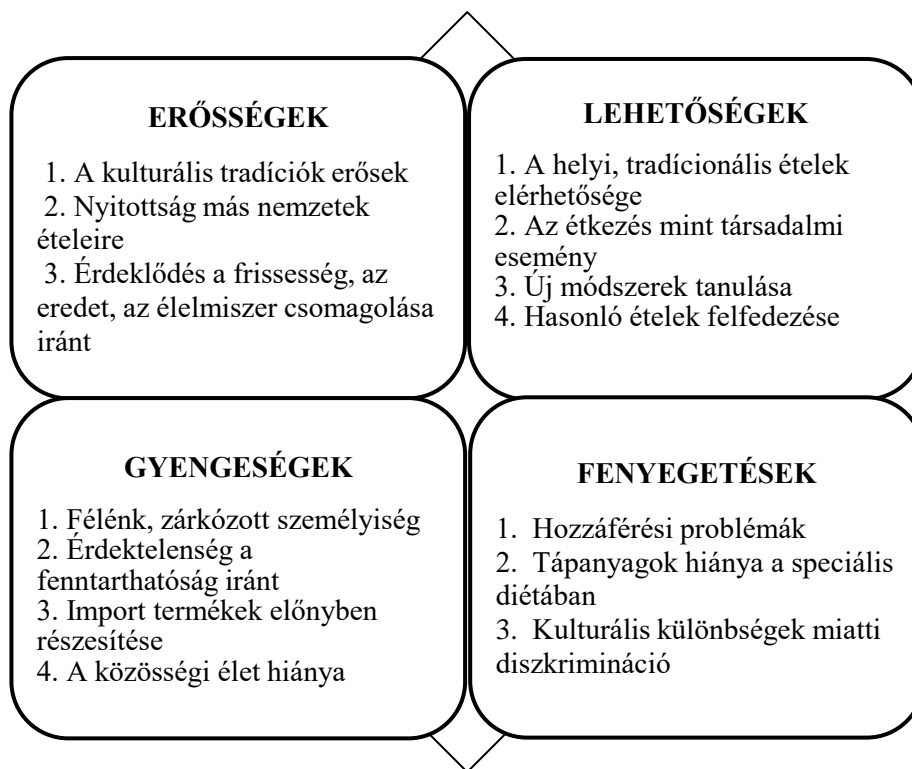 ERŐSSÉGEK
1. A kulturális tradíciók erősek
2. Nyitottság más nemzetek
ételeire
3. Érdeklődés a frissesség, az
eredet, az élelmiszer csomagolása
iránt
LEHETŐSÉGEK
1. A helyi, tradícionális ételek
elérhetősége
2. Az étkezés mint társadalmi
esemény
3. Új módszerek tanulása
4. Hasonló ételek felfedezése
GYENGESÉGEK
1. Félénk, zárkózott személyiség
2. Érdektelenség a
fenntarthatóság iránt
3. Import termékek előnyben
részesítése
4. A közösségi élet hiánya
FENYEGETÉSEK
1. Hozzáférési problémák
2. Tápanyagok hiánya a speciális
diétában
3. Kulturális különbségek miatti
diszkrimináció